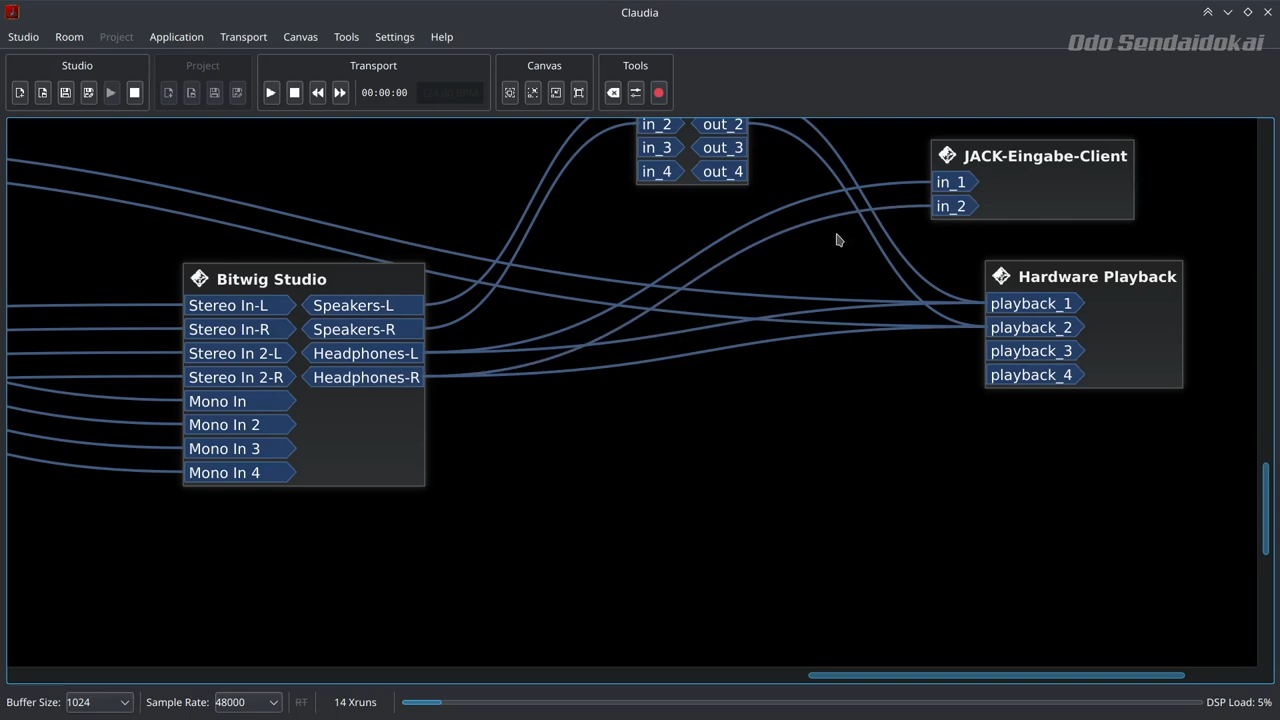 Claudia
Studio Room Project Application Transport Canvas Tools Settings Help
Odo Sendaidokai
Studio Project Transport Canvas Tools
00:00:00
in_2 out_2
in_3 out_3
in_4 out_4
JACK-Eingabe-Client
in_1
in_2
Bitwig Studio
Stereo In-L Speakers-L
Stereo In-R Speakers-R
Stereo In 2-L Headphones-L
Stereo In 2-R Headphones-R
Mono In
Mono In 2
Mono In 3
Mono In 4
Hardware Playback
playback_1
playback_2
playback_3
playback_4
Buffer Size: 1024 Sample Rate: 48000 RT 14 Xruns DSP Load: 5%